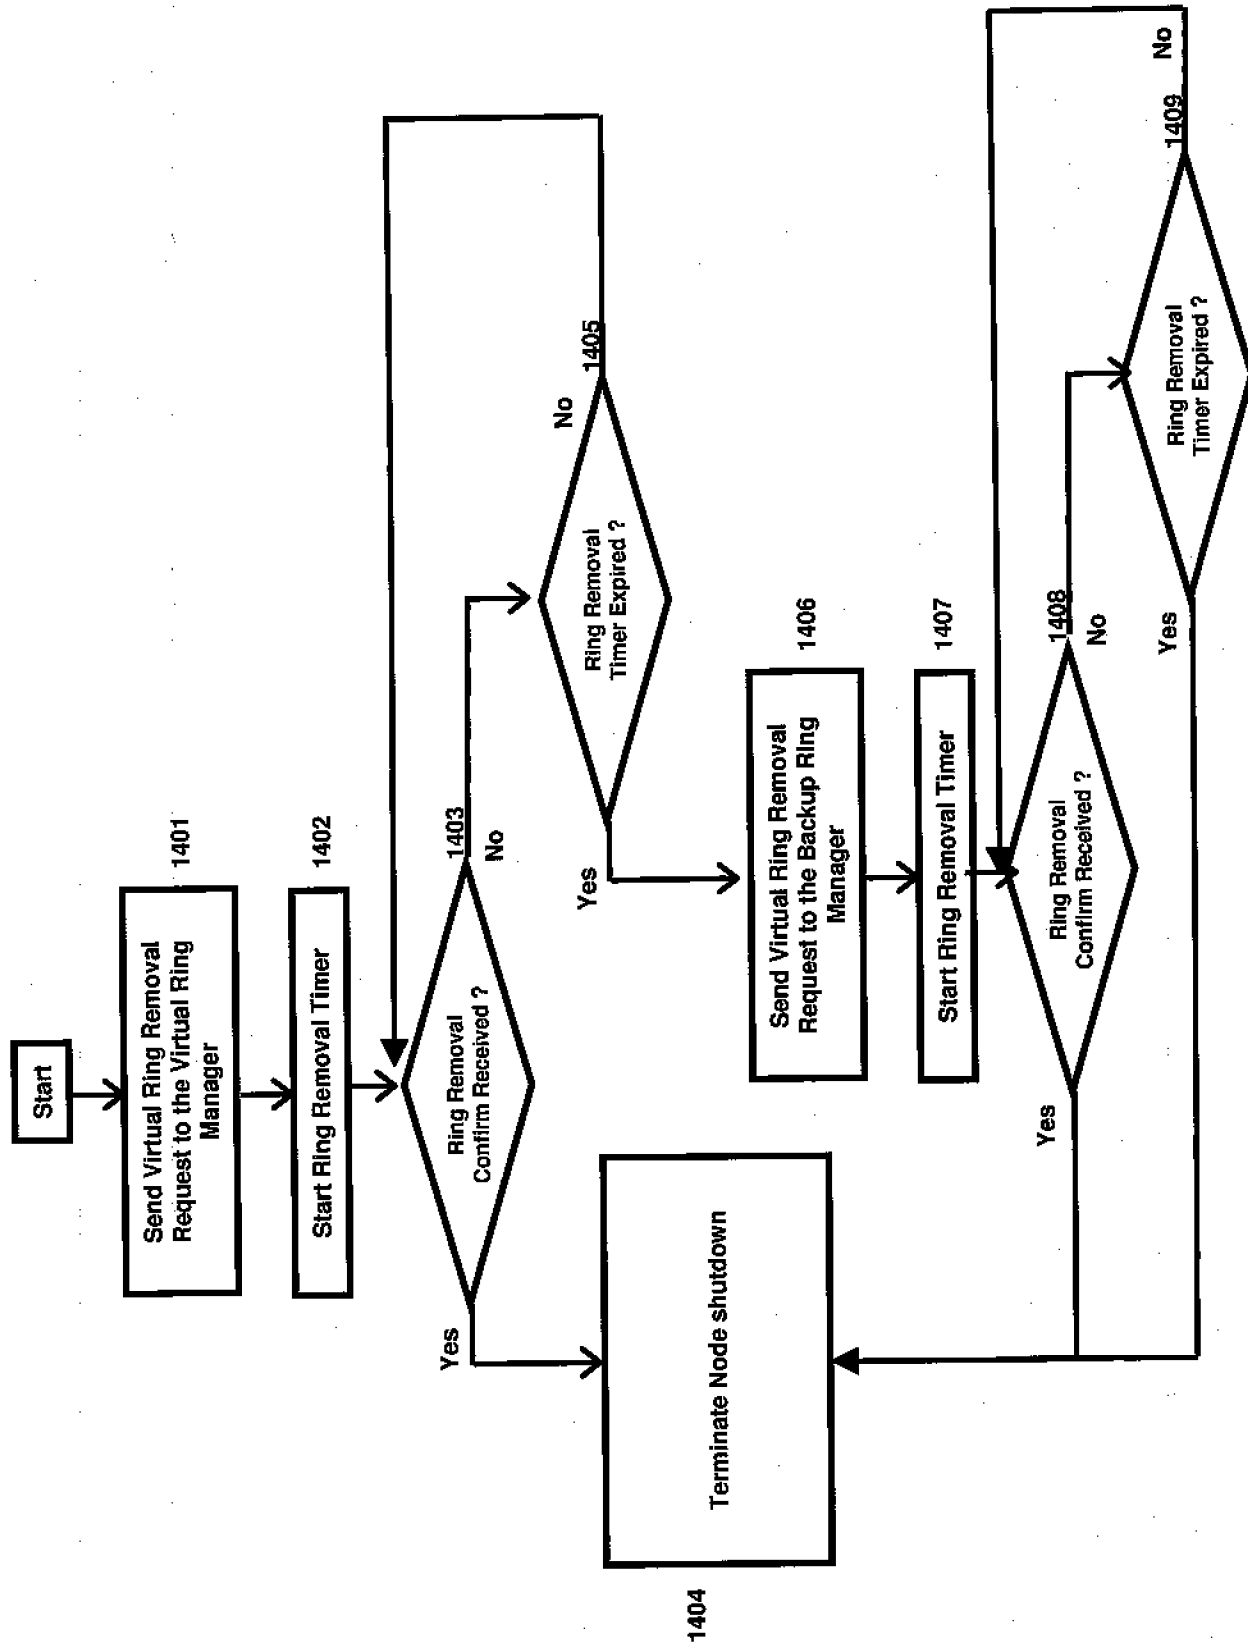 Start
Send Virtual Ring Removal
Request to the Virtual Ring
Manager
1401
Start Ring Removal Timer
1402
Ring Removal
Confirm Received ?
1403
No
Yes
Ring Removal
Timer Expired ?
1405
No
Yes
Terminate Node shutdown
1404
Send Virtual Ring Removal
Request to the Backup Ring
Manager
1406
Start Ring Removal Timer
1407
Ring Removal
Confirm Received ?
1408
No
Yes
Ring Removal
Timer Expired ?
1409
No
Yes